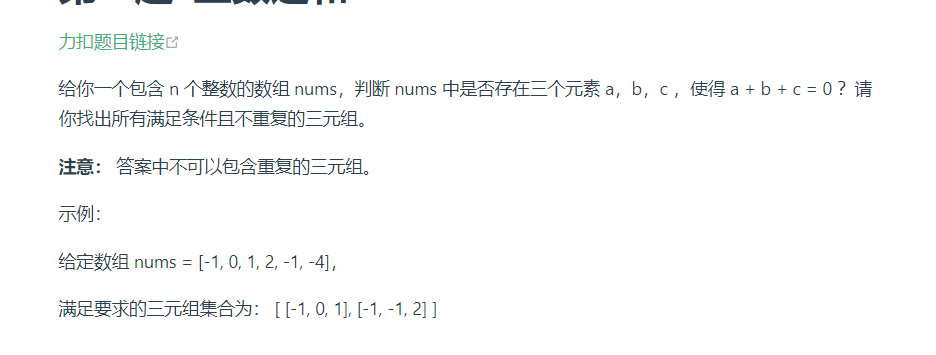 力扣题目链接
给你一个包含 n 个整数的数组 nums，判断 nums 中是否存在三个元素 a，b，c ，使得 a + b + c = 0 ？请
你找出所有满足条件且不重复的三元组。
注意： 答案中不可以包含重复的三元组。
示例：
给定数组 nums = [-1, 0, 1, 2, -1, -4]，
满足要求的三元组集合为： [ [-1, 0, 1], [-1, -1, 2] ]